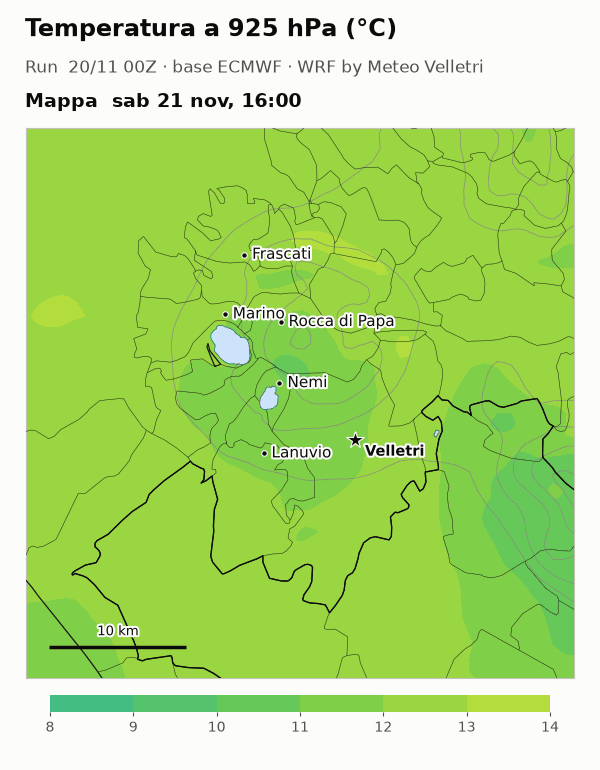 Temperatura a 925 hPa (°C)
Run  20/11 00Z · base ECMWF · WRF by Meteo Velletri
Mappa  sab 21 nov, 16:00
Frascati
Marino
Rocca di Papa
Nemi
Velletri
Lanuvio
10 km
8 9 10 11 12 13 14